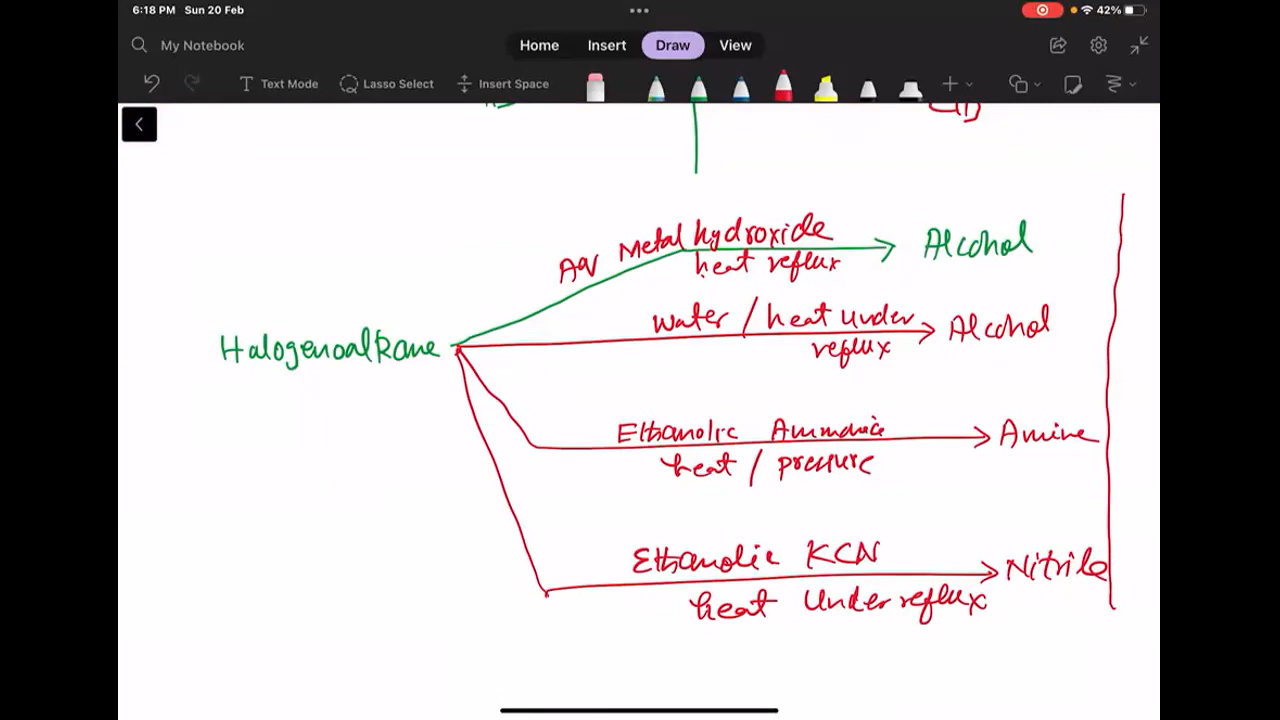 6:18 PM Sun 20 Feb
42%
My Notebook
Home Insert Draw View
Text Mode Lasso Select Insert Space
Aq Metal hydroxide
heat reflux
Alcohol
Water / heat under
reflux
Alcohol
Halogenoalkane
Ethanolic Ammonia
heat / pressure
Amine
Ethanolic KCN
heat Under reflux
Nitrile